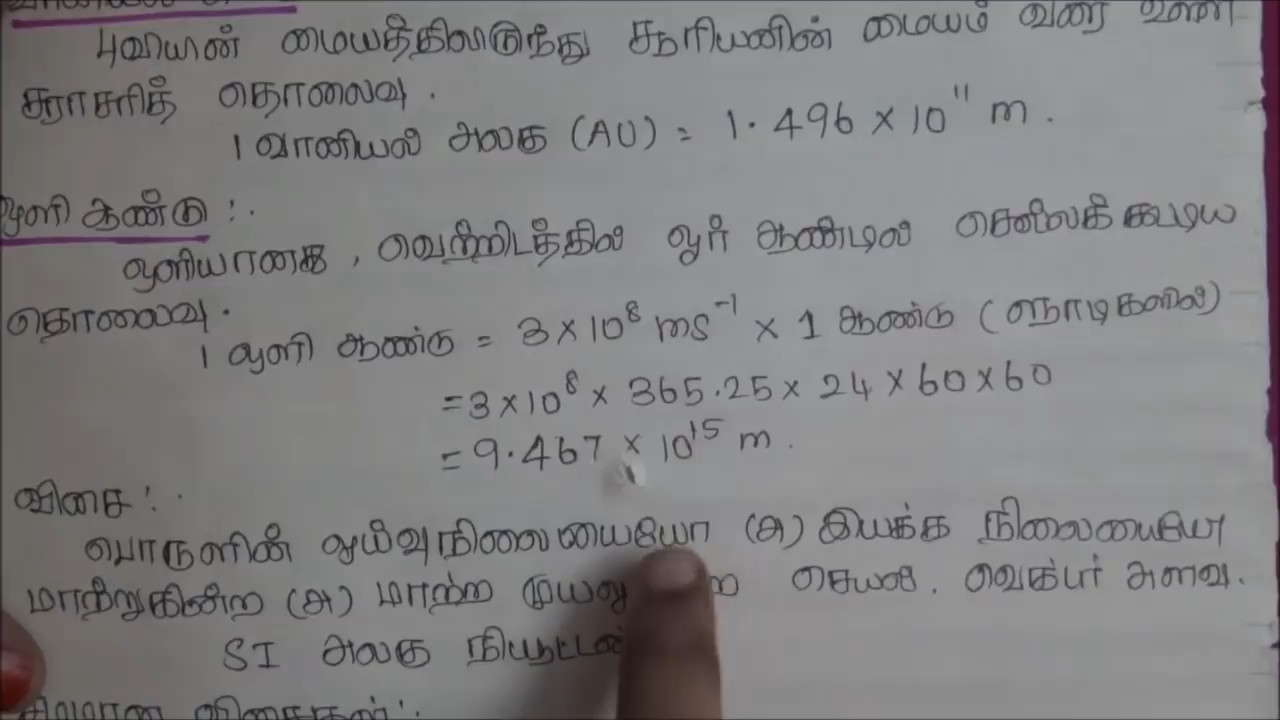 புவியின் மையத்திலிருந்து சூரியனின் மையம் வரை உள்ள
சராசரித் தொலைவு.
1 வானியல் அலகு (AU) = 1.496 × 10¹¹ m.
ஒளி ஆண்டு :.
ஒளியானது, வெற்றிடத்தில் ஓர் ஆண்டில் செல்லக்கூடிய
தொலைவு.
1 ஒளி ஆண்டு = 3×10⁸ ms⁻¹ × 1 ஆண்டு (நொடிகளில்)
=3×10⁸ × 365.25× 24 × 60×60
= 9.467 × 10¹⁵ m.
விசை :.
பொருளின் ஓய்வுநிலையையோ (அ) இயக்க நிலையையோ
மாற்றுகின்ற (அ) மாற்ற செயல். வெக்டர் அளவு.
SI அலகு நியூட்டன்
சமமான விசைகள் :.